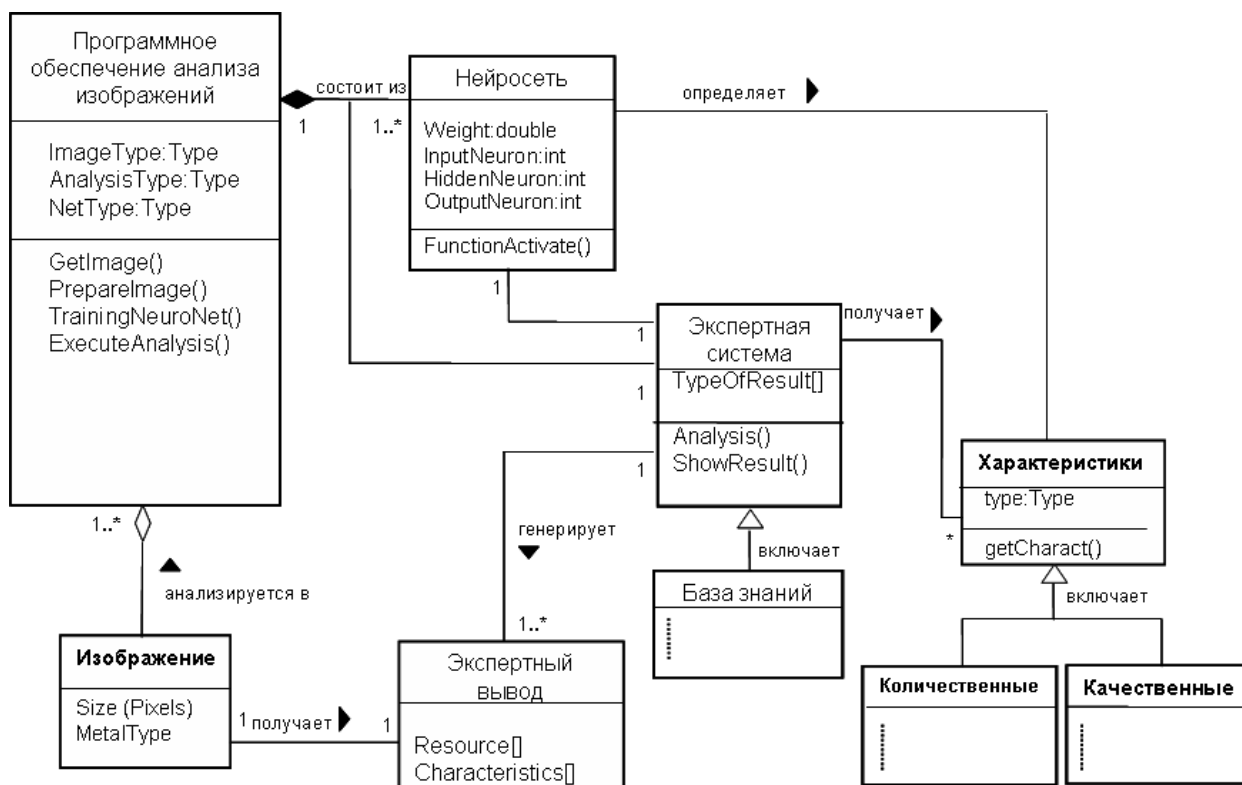 Программное
обеспечение анализа
изображений
ImageType:Type
AnalysisType:Type
NetType:Type
GetImage()
PrepareImage()
TrainingNeuroNet()
ExecuteAnalysis()
состоит из
1
1..*
Нейросеть
Weight:double
InputNeuron:int
HiddenNeuron:int
OutputNeuron:int
FunctionActivate()
определяет
1
1
Экспертная
система
TypeOfResult[]
Analysis()
ShowResult()
1
1
получает
*
Характеристики
type:Type
getCharact()
включает
Количественные
Качественные
включает
База знаний
генерирует
1..*
1..*
анализируется в
Изображение
Size (Pixels)
MetalType
1 получает
1
Экспертный
вывод
Resource[]
Characteristics[]